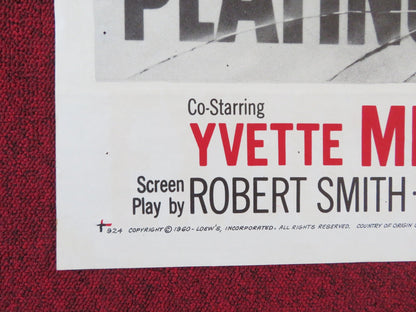 Co-Starring
YVETTE
Screen
Play by ROBERT SMITH
924 COPYRIGHT © 1960 - LOEW'S, INCORPORATED. ALL RIGHTS RESERVED. COUNTRY OF ORIGIN